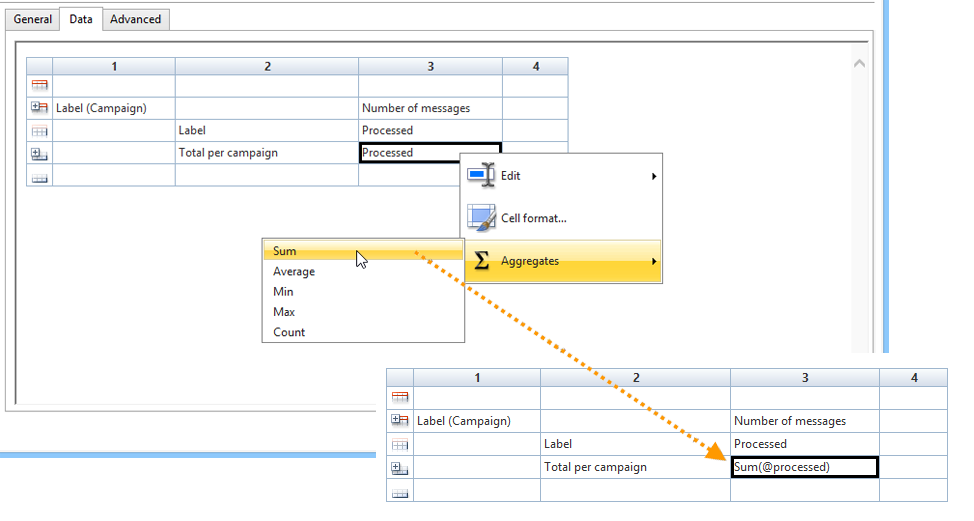 General Data Advanced
1 2 3 4
Label (Campaign) Number of messages
Label Processed
Total per campaign Processed
Edit
Cell format...
Aggregates
Sum
Average
Min
Max
Count
1 2 3 4
Label (Campaign) Number of messages
Label Processed
Total per campaign Sum(@processed)